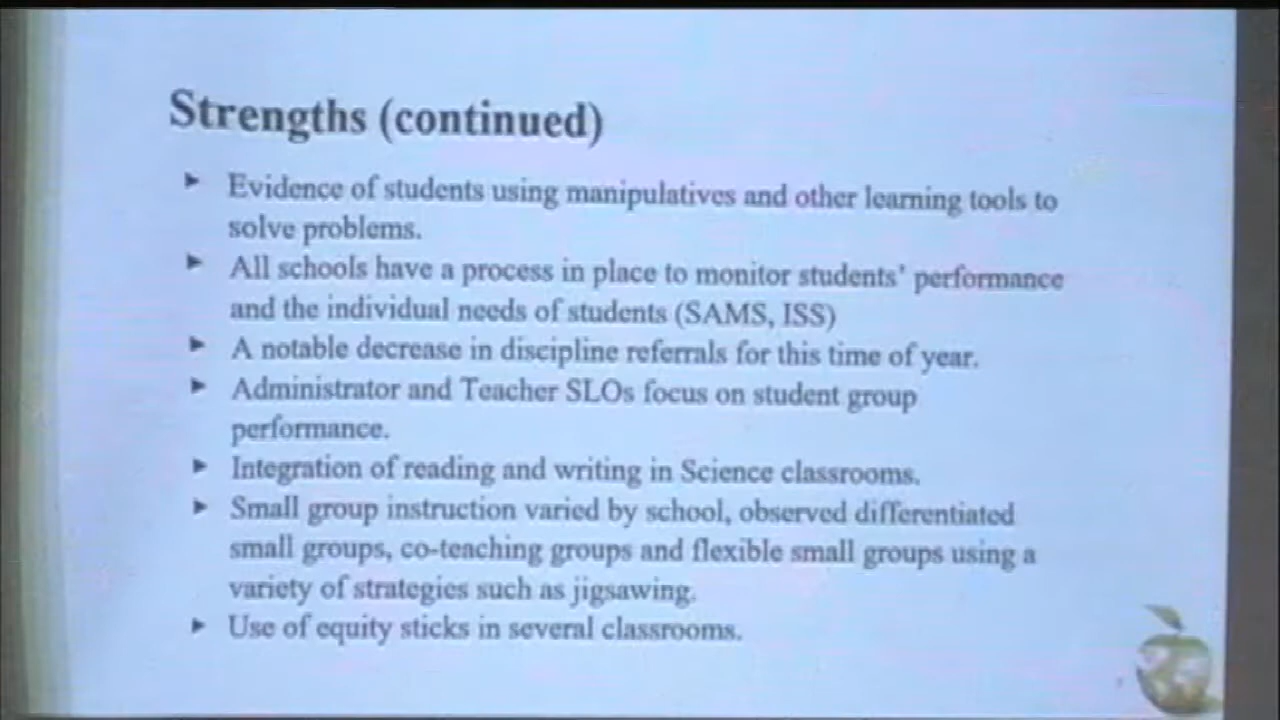 Strengths (continued)
► Evidence of students using manipulatives and other learning tools to
solve problems.
► All schools have a process in place to monitor students' performance
and the individual needs of students (SAMS, ISS)
► A notable decrease in discipline referrals for this time of year.
► Administrator and Teacher SLOs focus on student group
performance.
► Integration of reading and writing in Science classrooms.
► Small group instruction varied by school, observed differentiated
small groups, co-teaching groups and flexible small groups using a
variety of strategies such as jigsawing.
► Use of equity sticks in several classrooms.